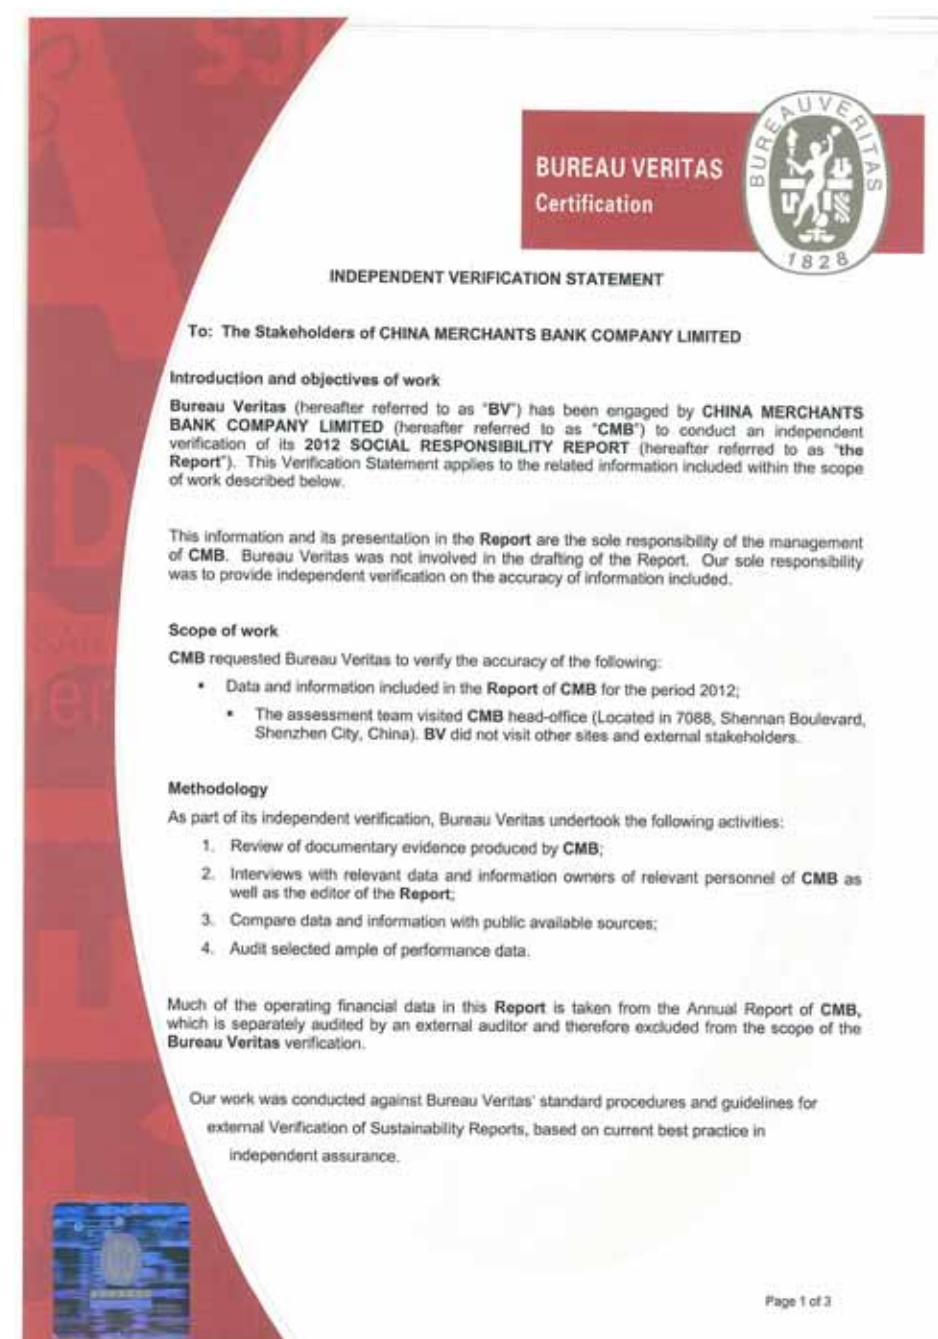 BUREAU VERITAS
Certification
BUREAU VERITAS
1828
INDEPENDENT VERIFICATION STATEMENT
To: The Stakeholders of CHINA MERCHANTS BANK COMPANY LIMITED
Introduction and objectives of work
Bureau Veritas (hereafter referred to as "BV") has been engaged by CHINA MERCHANTS
BANK COMPANY LIMITED (hereafter referred to as "CMB") to conduct an independent
verification of its 2012 SOCIAL RESPONSIBILITY REPORT (hereafter referred to as "the
Report"). This Verification Statement applies to the related information included within the scope
of work described below.
This information and its presentation in the Report are the sole responsibility of the management
of CMB. Bureau Veritas was not involved in the drafting of the Report. Our sole responsibility
was to provide independent verification on the accuracy of information included.
Scope of work
CMB requested Bureau Veritas to verify the accuracy of the following:
• Data and information included in the Report of CMB for the period 2012;
• The assessment team visited CMB head-office (Located in 7088, Shennan Boulevard,
Shenzhen City, China). BV did not visit other sites and external stakeholders.
Methodology
As part of its independent verification, Bureau Veritas undertook the following activities:
1. Review of documentary evidence produced by CMB;
2. Interviews with relevant data and information owners of relevant personnel of CMB as
well as the editor of the Report;
3. Compare data and information with public available sources;
4. Audit selected ample of performance data.
Much of the operating financial data in this Report is taken from the Annual Report of CMB,
which is separately audited by an external auditor and therefore excluded from the scope of the
Bureau Veritas verification.
Our work was conducted against Bureau Veritas' standard procedures and guidelines for
external Verification of Sustainability Reports, based on current best practice in
independent assurance.
Page 1 of 3